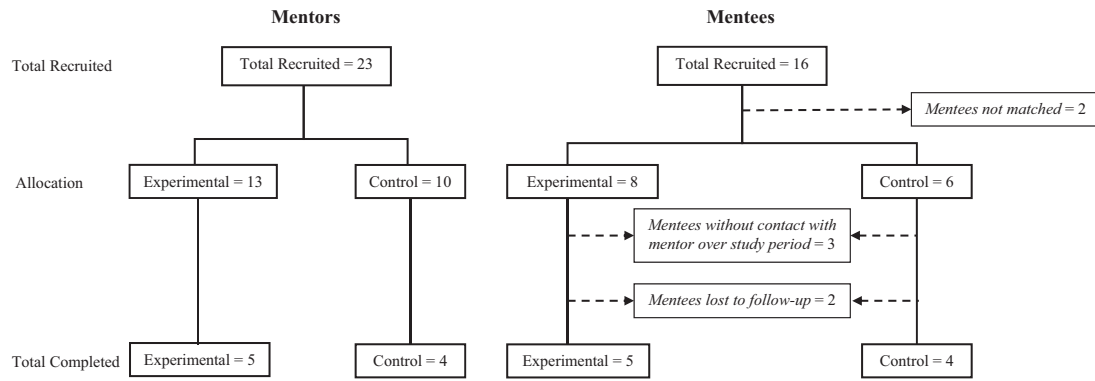 Mentors
Mentees
Total Recruited
Total Recruited = 23
Total Recruited = 16
Mentees not matched = 2
Allocation
Experimental = 13
Control = 10
Experimental = 8
Control = 6
Mentees without contact with
mentor over study period = 3
Mentees lost to follow-up = 2
Total Completed
Experimental = 5
Control = 4
Experimental = 5
Control = 4